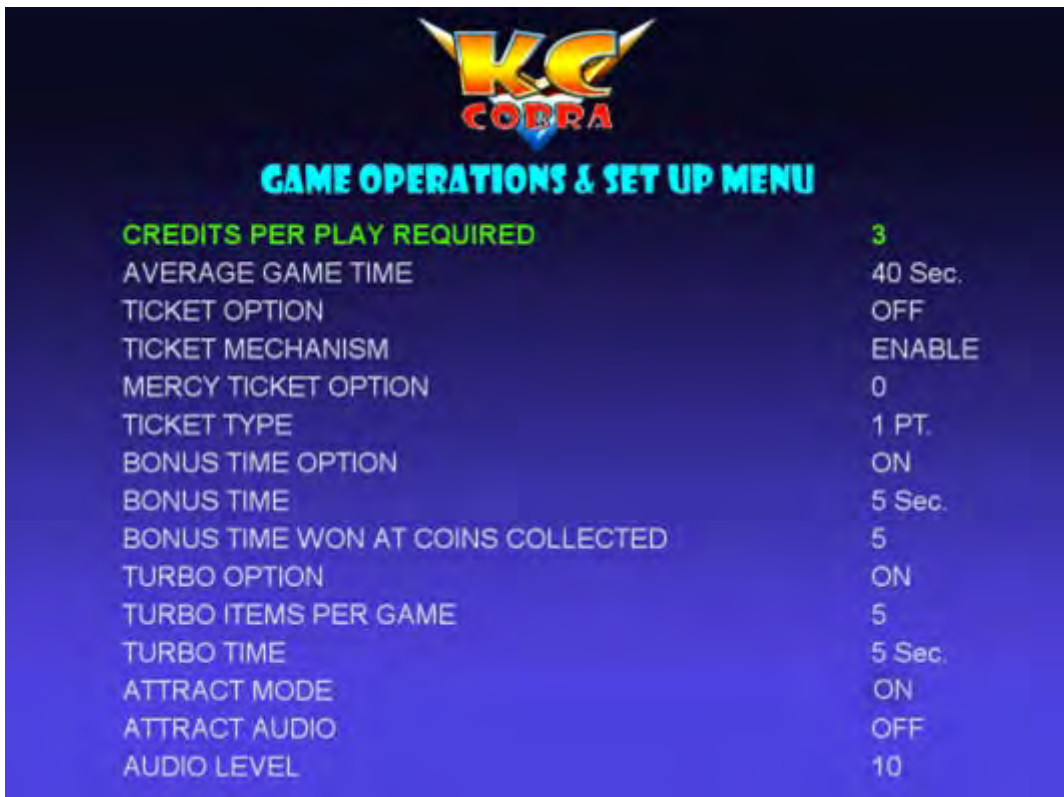 KC
COBRA
GAME OPERATIONS & SET UP MENU
CREDITS PER PLAY REQUIRED 3
AVERAGE GAME TIME 40 Sec.
TICKET OPTION OFF
TICKET MECHANISM ENABLE
MERCY TICKET OPTION 0
TICKET TYPE 1 PT.
BONUS TIME OPTION ON
BONUS TIME 5 Sec.
BONUS TIME WON AT COINS COLLECTED 5
TURBO OPTION ON
TURBO ITEMS PER GAME 5
TURBO TIME 5 Sec.
ATTRACT MODE ON
ATTRACT AUDIO OFF
AUDIO LEVEL 10